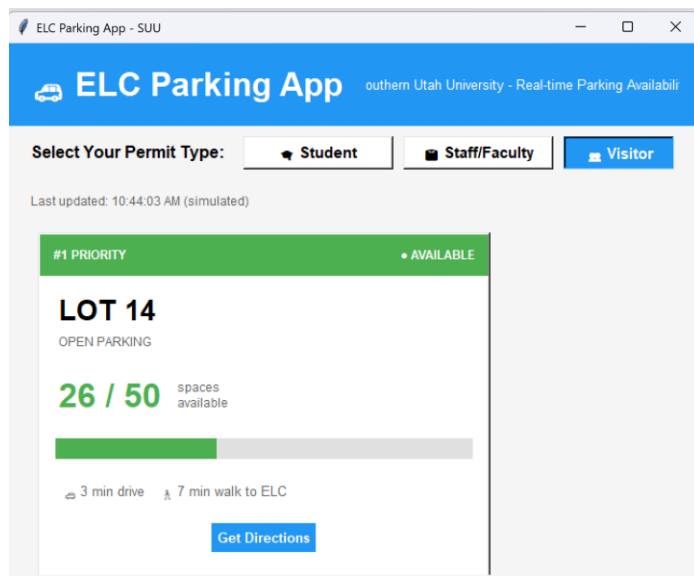 ELC Parking App - SUU
ELC Parking App outhern Utah University - Real-time Parking Availabili
Select Your Permit Type: Student Staff/Faculty Visitor
Last updated: 10:44:03 AM (simulated)
#1 PRIORITY ● AVAILABLE
LOT 14
OPEN PARKING
26 / 50 spaces
available
3 min drive 7 min walk to ELC
Get Directions